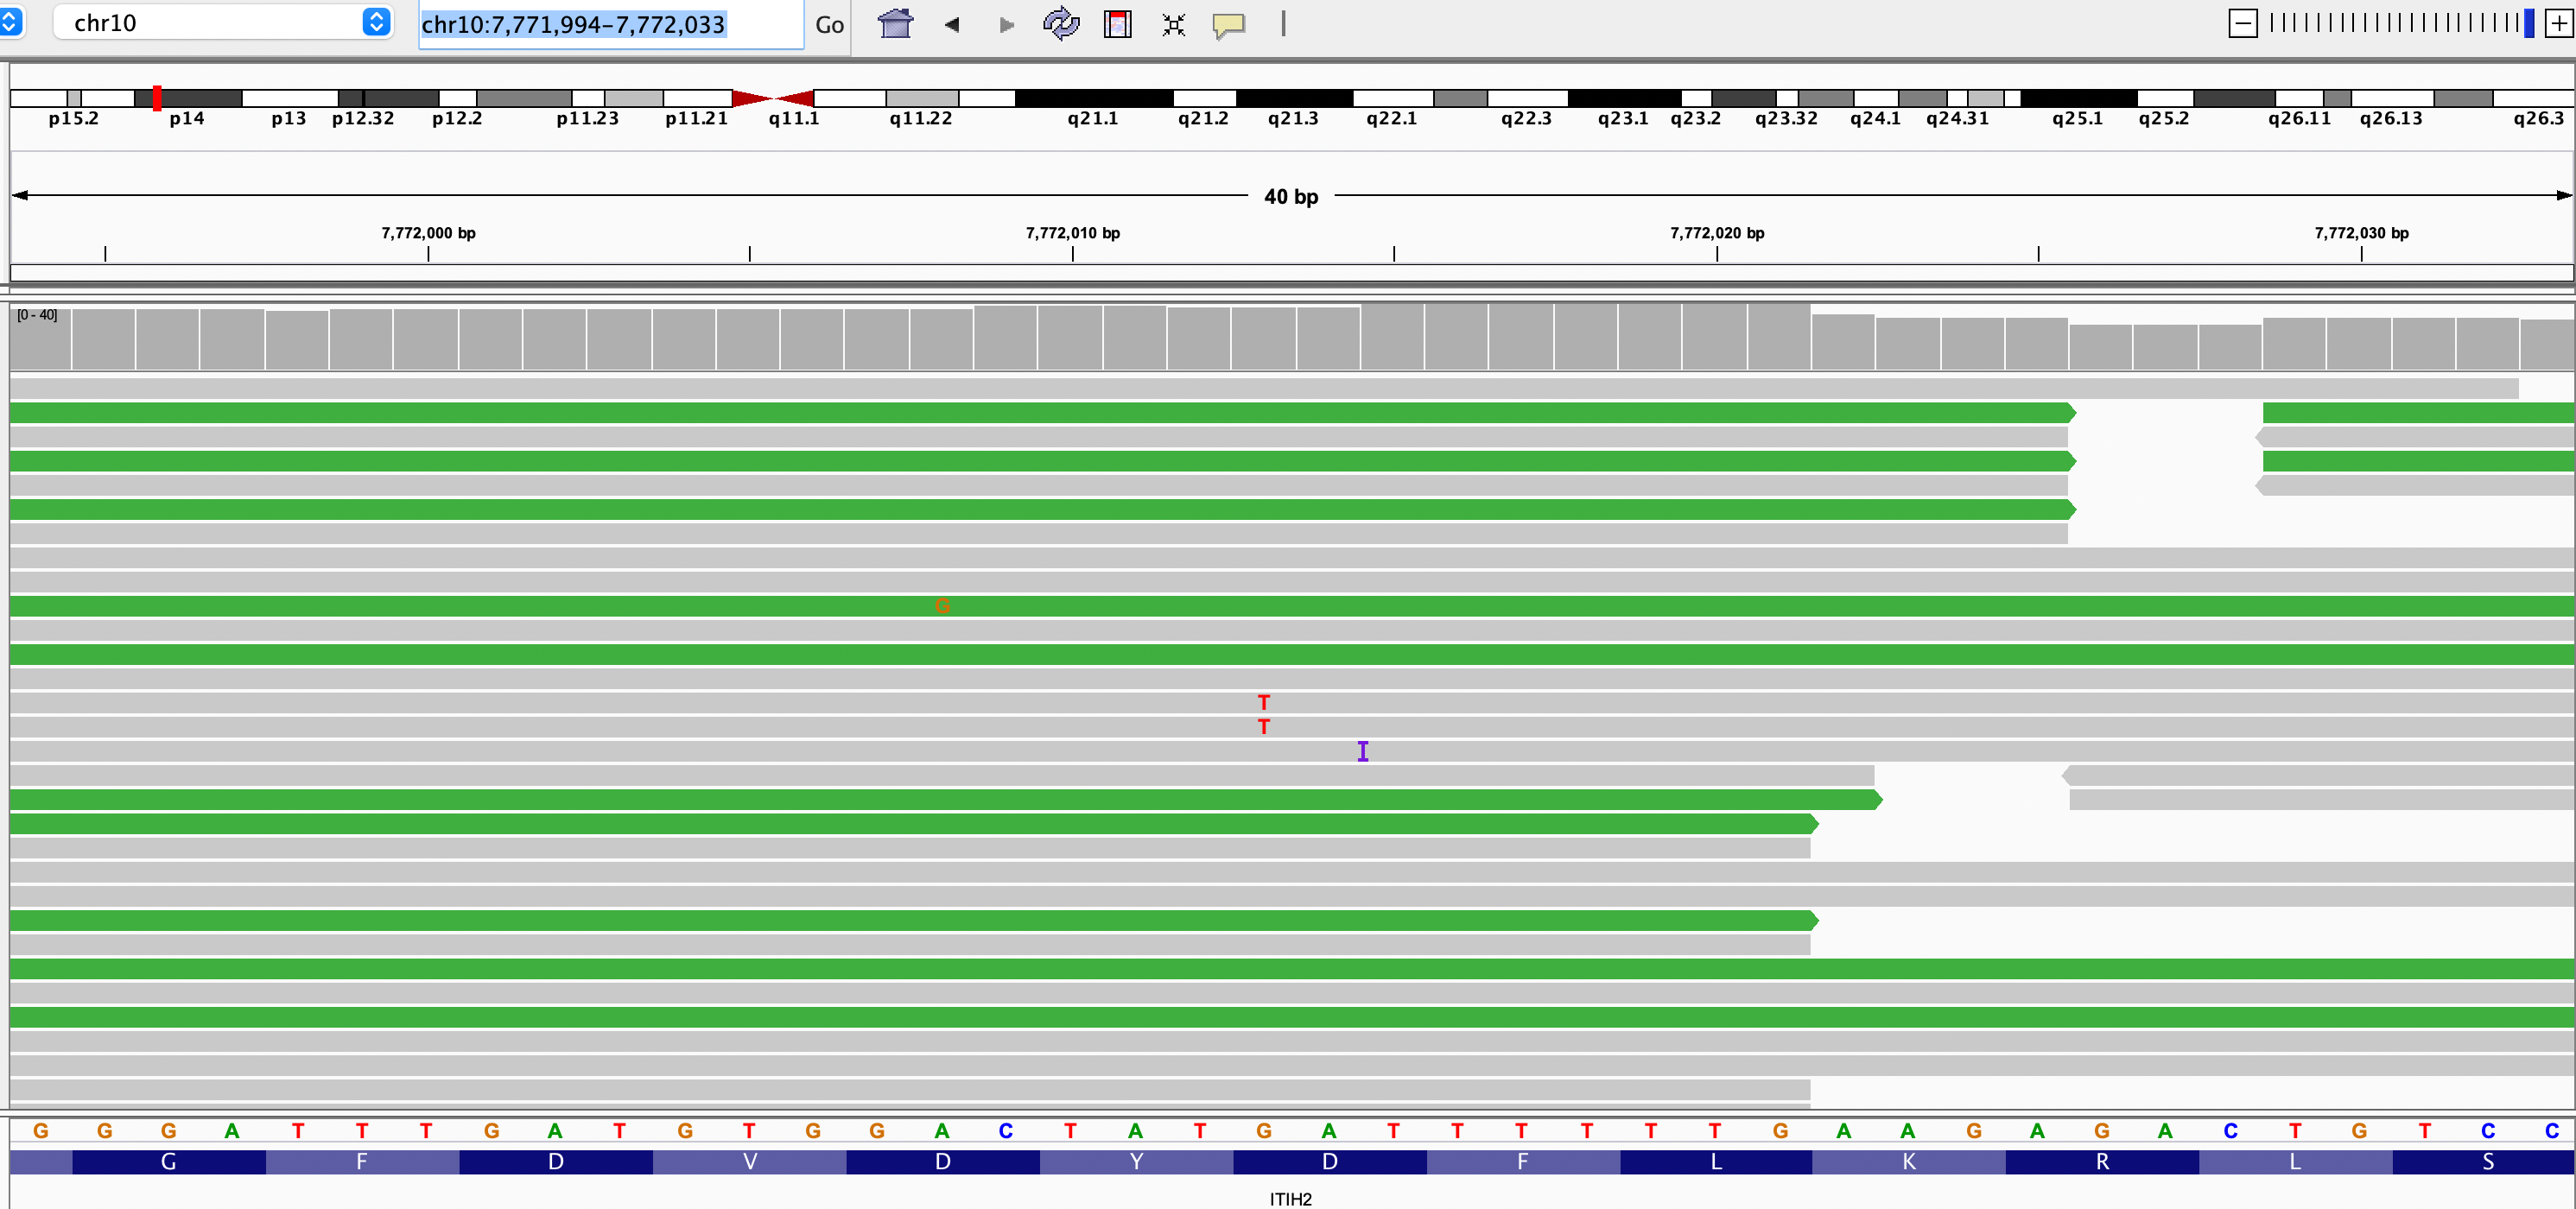 chr10 chr10:7,771,994-7,772,033 Go
p15.2 p14 p13 p12.32 p12.2 p11.23 p11.21 q11.1 q11.22 q21.1 q21.2 q21.3 q22.1 q22.3 q23.1 q23.2 q23.32 q24.1 q24.31 q25.1 q25.2 q26.11 q26.13 q26.3
40 bp
7,772,000 bp 7,772,010 bp 7,772,020 bp 7,772,030 bp
[0 - 40]
G
T
T
I
G G G A T T T G A T G T G G A C T A T G A T T T T T T G A A G A G A C T G T C C
G F D V D Y D F L K R L S
ITIH2